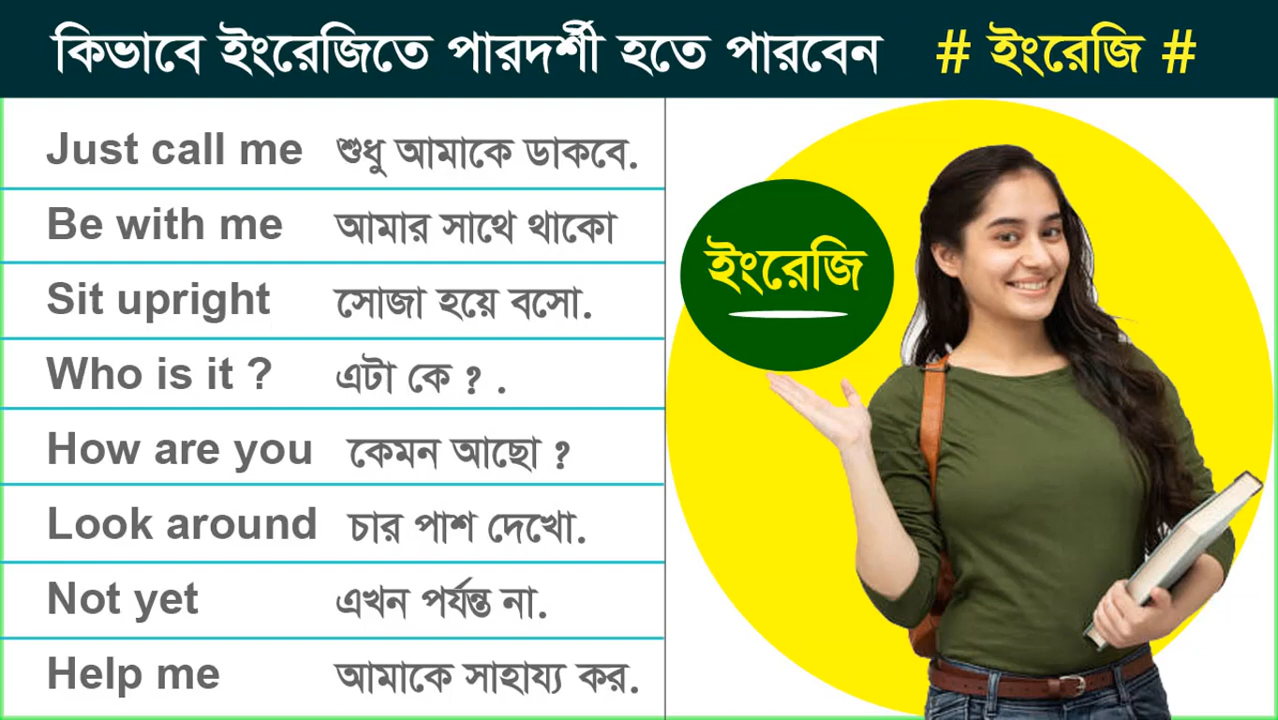 কিভাবে ইংরেজিতে পারদর্শী হতে পারবেন # ইংরেজি #
Just call me শুধু আমাকে ডাকবে.
Be with me আমার সাথে থাকো
Sit upright সোজা হয়ে বসো.
Who is it ? এটা কে ? .
How are you কেমন আছো ?
Look around চার পাশ দেখো.
Not yet এখন পর্যন্ত না.
Help me আমাকে সাহায্য কর.
ইংরেজি